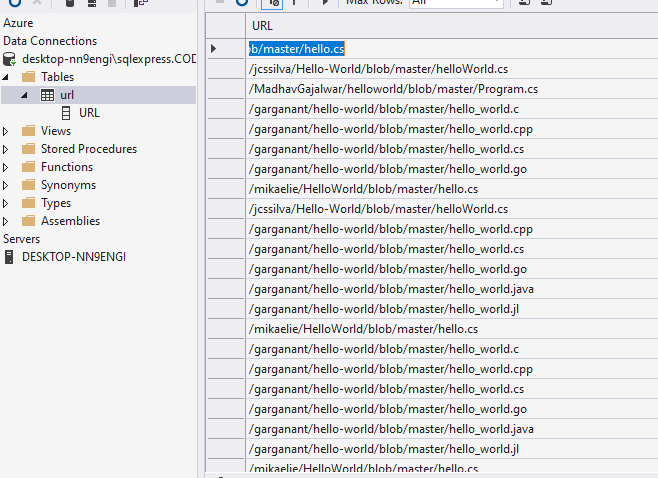 Max Rows: All
Azure
Data Connections
desktop-nn9engi\sqlexpress.COD
Tables
url
URL
Views
Stored Procedures
Functions
Synonyms
Types
Assemblies
Servers
DESKTOP-NN9ENGI
URL
ob/master/hello.cs
/jcssilva/Hello-World/blob/master/helloWorld.cs
/MadhavGajalwar/helloworld/blob/master/Program.cs
/garganant/hello-world/blob/master/hello_world.c
/garganant/hello-world/blob/master/hello_world.cpp
/garganant/hello-world/blob/master/hello_world.cs
/garganant/hello-world/blob/master/hello_world.go
/mikaelie/HelloWorld/blob/master/hello.cs
/jcssilva/Hello-World/blob/master/helloWorld.cs
/garganant/hello-world/blob/master/hello_world.cpp
/garganant/hello-world/blob/master/hello_world.cs
/garganant/hello-world/blob/master/hello_world.go
/garganant/hello-world/blob/master/hello_world.java
/garganant/hello-world/blob/master/hello_world.jl
/mikaelie/HelloWorld/blob/master/hello.cs
/garganant/hello-world/blob/master/hello_world.c
/garganant/hello-world/blob/master/hello_world.cpp
/garganant/hello-world/blob/master/hello_world.cs
/garganant/hello-world/blob/master/hello_world.go
/garganant/hello-world/blob/master/hello_world.java
/garganant/hello-world/blob/master/hello_world.jl
/mikaelie/HelloWorld/blob/master/hello.cs